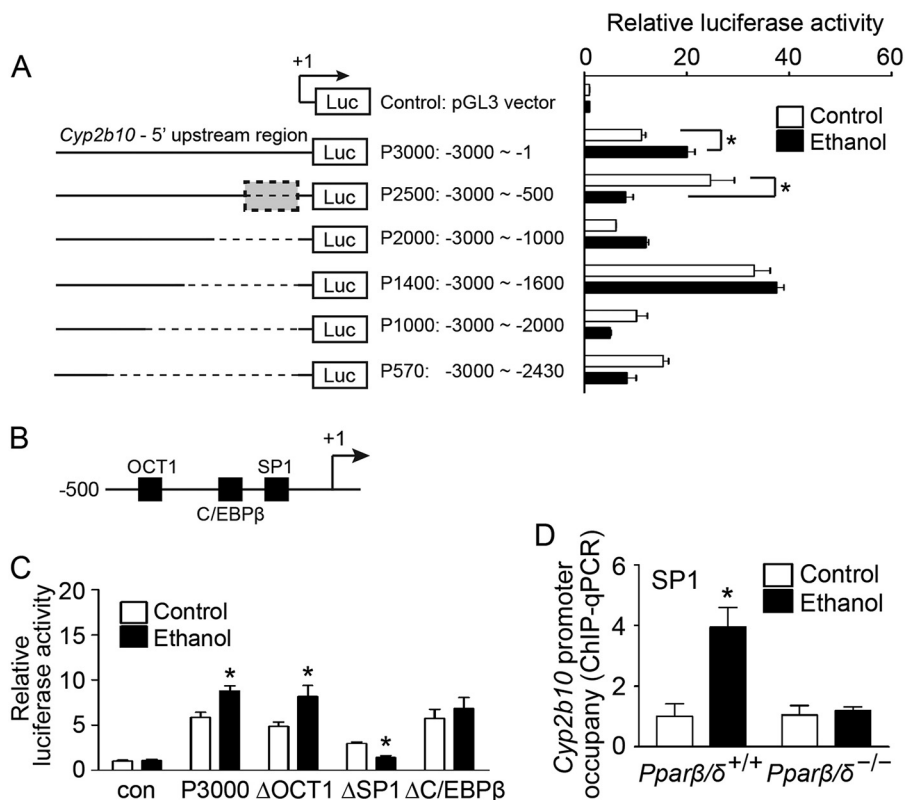 Relative luciferase activity
A
0 20 40 60
+1
Luc Control: pGL3 vector
Control
Ethanol
Cyp2b10 - 5' upstream region
Luc P3000: -3000 ~ -1 *
Luc P2500: -3000 ~ -500 *
Luc P2000: -3000 ~ -1000
Luc P1400: -3000 ~ -1600
Luc P1000: -3000 ~ -2000
Luc P570: -3000 ~ -2430
B
+1
OCT1 SP1
-500
C/EBPβ
C
Relative
luciferase activity
20
15
10
5
0
Control
Ethanol
* * *
con P3000 ΔOCT1 ΔSP1 ΔC/EBPβ
D
Cyp2b10 promoter
occupany (ChIP-qPCR)
6
4
2
0
SP1
Control
Ethanol
*
Pparβ/δ+/+ Pparβ/δ−/−